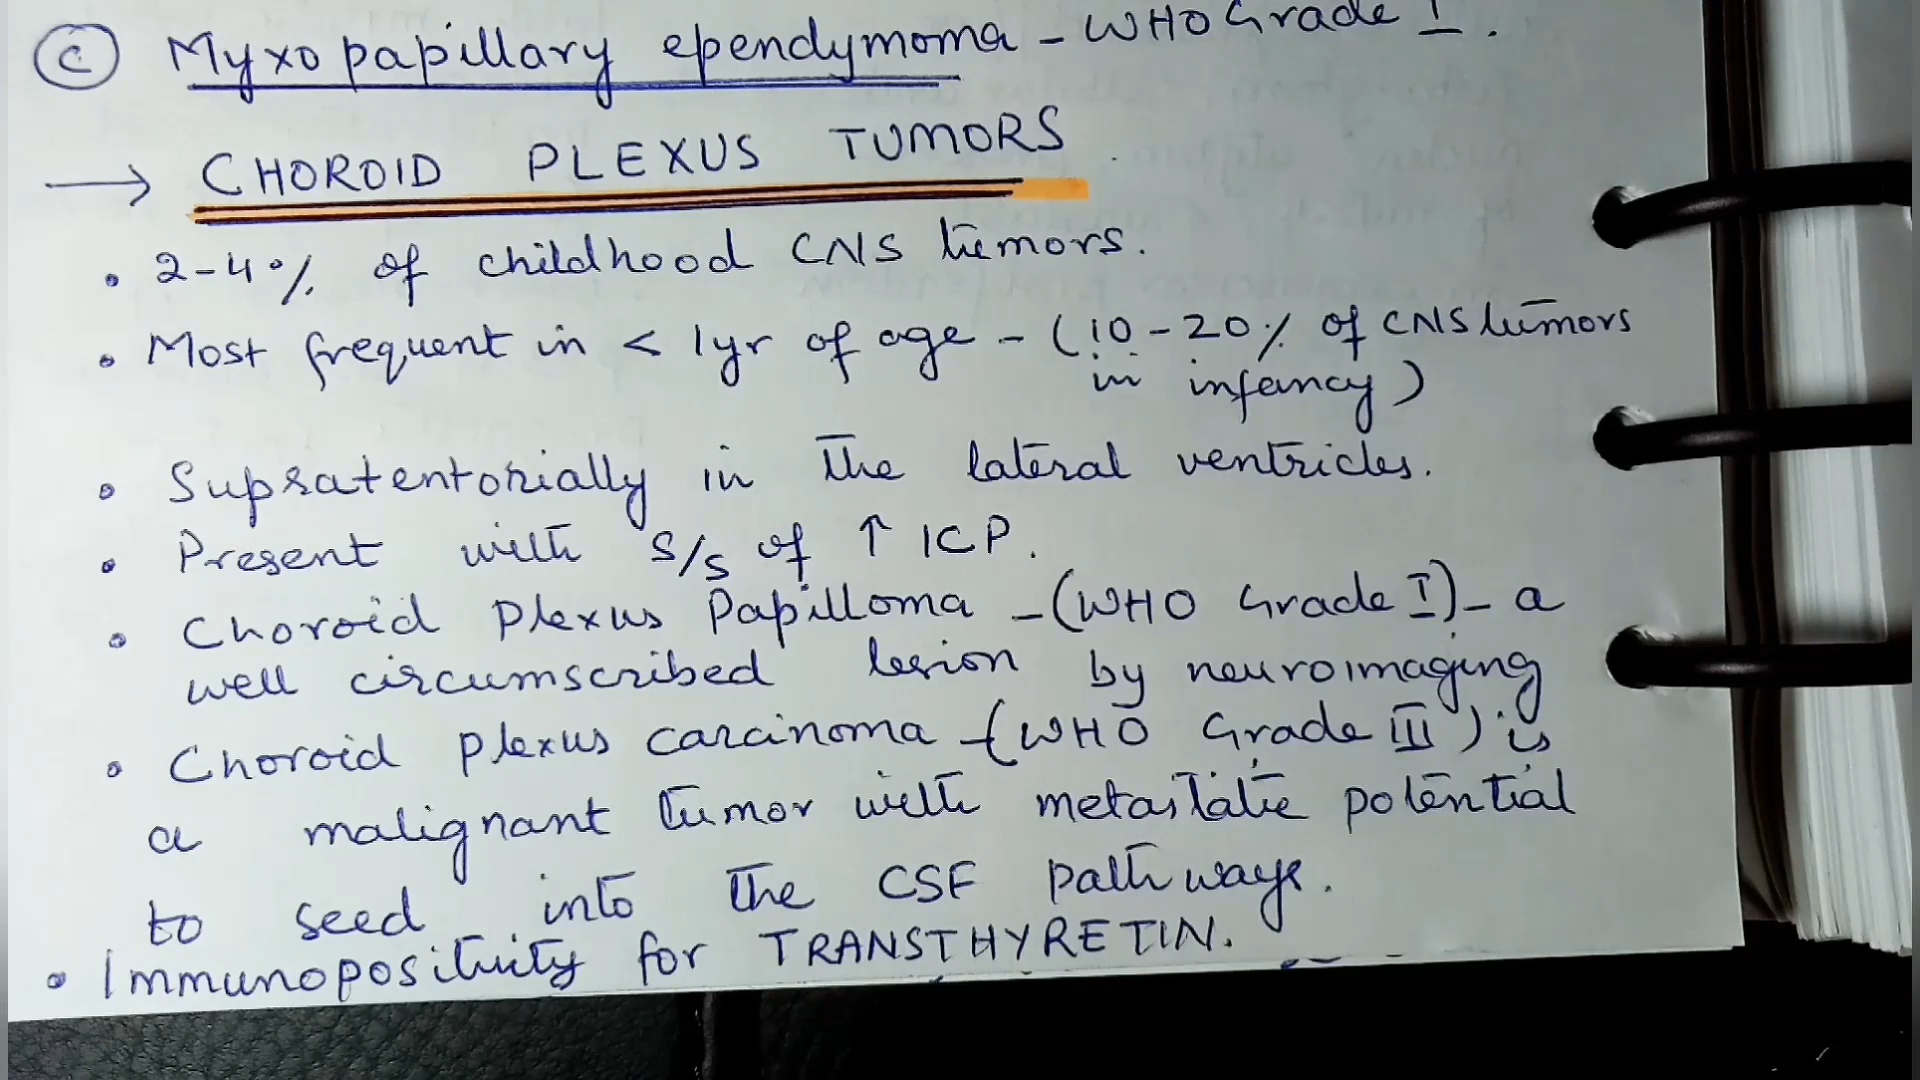 C Myxopapillary ependymoma - WHO Grade I.
→ CHOROID PLEXUS TUMORS
• 2-4% of childhood CNS tumors.
• Most frequent in < 1yr of age - (10-20% of CNS tumors
in infancy)
• Supratentorially in the lateral ventricles.
• Present with S/S of ↑ ICP.
• Choroid Plexus Papilloma - (WHO Grade I) - a
well circumscribed lesion by neuroimaging
• Choroid plexus carcinoma - (WHO Grade III) is
a malignant tumor with metastatic potential
to seed into the CSF pathways.
• Immunopositivity for TRANSTHYRETIN.